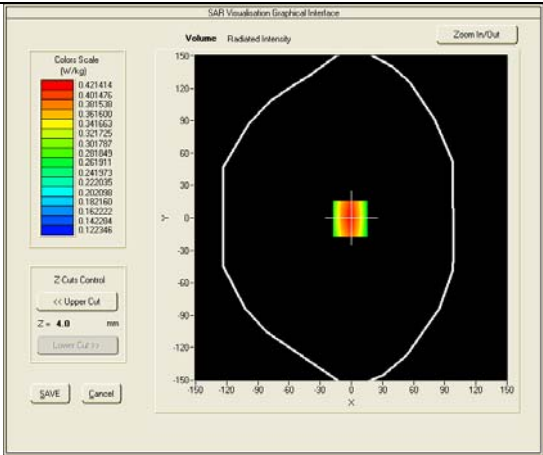 SAR Visualisation Graphical Interface
Volume Radiated Intensity
Zoom In/Out
Colors Scale
(W/kg)
0.421414
0.401476
0.381538
0.361600
0.341663
0.321725
0.301787
0.281849
0.261911
0.241973
0.222035
0.202098
0.182160
0.162222
0.142284
0.122346
Z-Cuts Control
<< Upper Cut
Z = 4.0 mm
Lower Cut >>
SAVE Cancel
150
120
90
60
30
Y 0
-30
-60
-90
-120
-150
-150 -120 -90 -60 -30 0 30 60 90 120 150
X